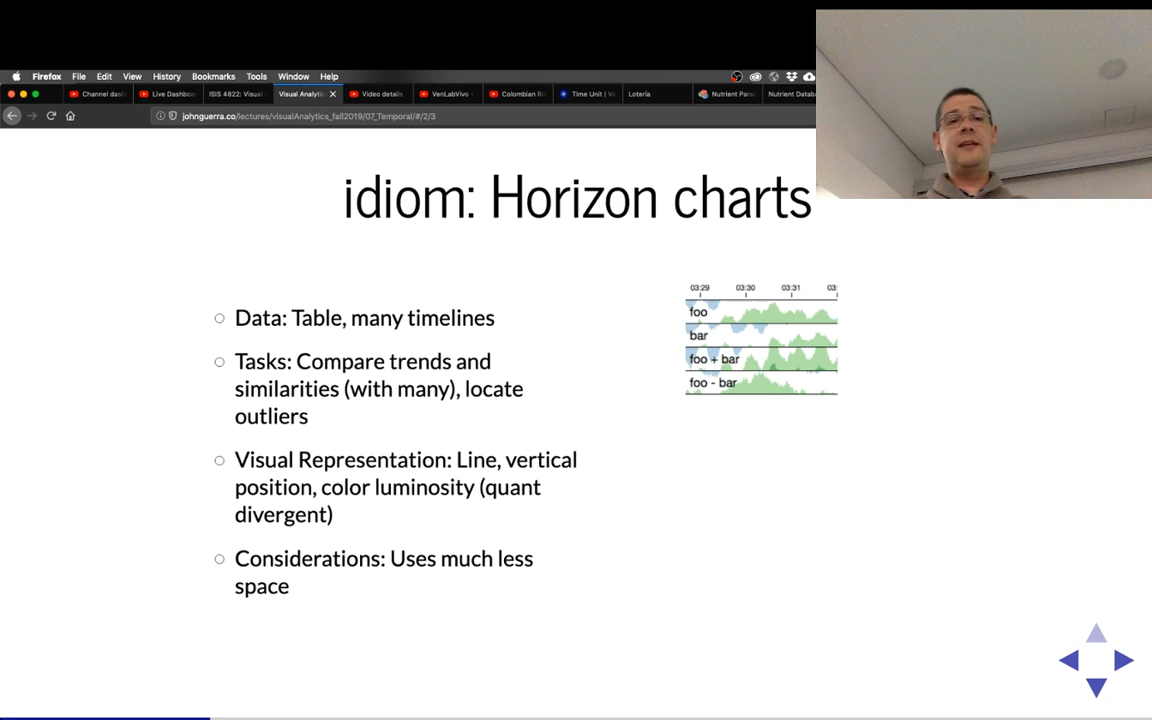 Firefox File Edit View History Bookmarks Tools Window Help
Channel dash Live Dashboa ISIS 4822: Visual Visual Analytic Video details VenLabVivo - Colombian Ri Time Unit | Ve Lotería Nutrient Para Nutrient Databa
johnguerra.co/lectures/visualAnalytics_fall2019/07_Temporal/#/2/3
idiom: Horizon charts
Data: Table, many timelines
Tasks: Compare trends and
similarities (with many), locate
outliers
Visual Representation: Line, vertical
position, color luminosity (quant
divergent)
Considerations: Uses much less
space
03:29 03:30 03:31 03:
foo
bar
foo + bar
foo - bar